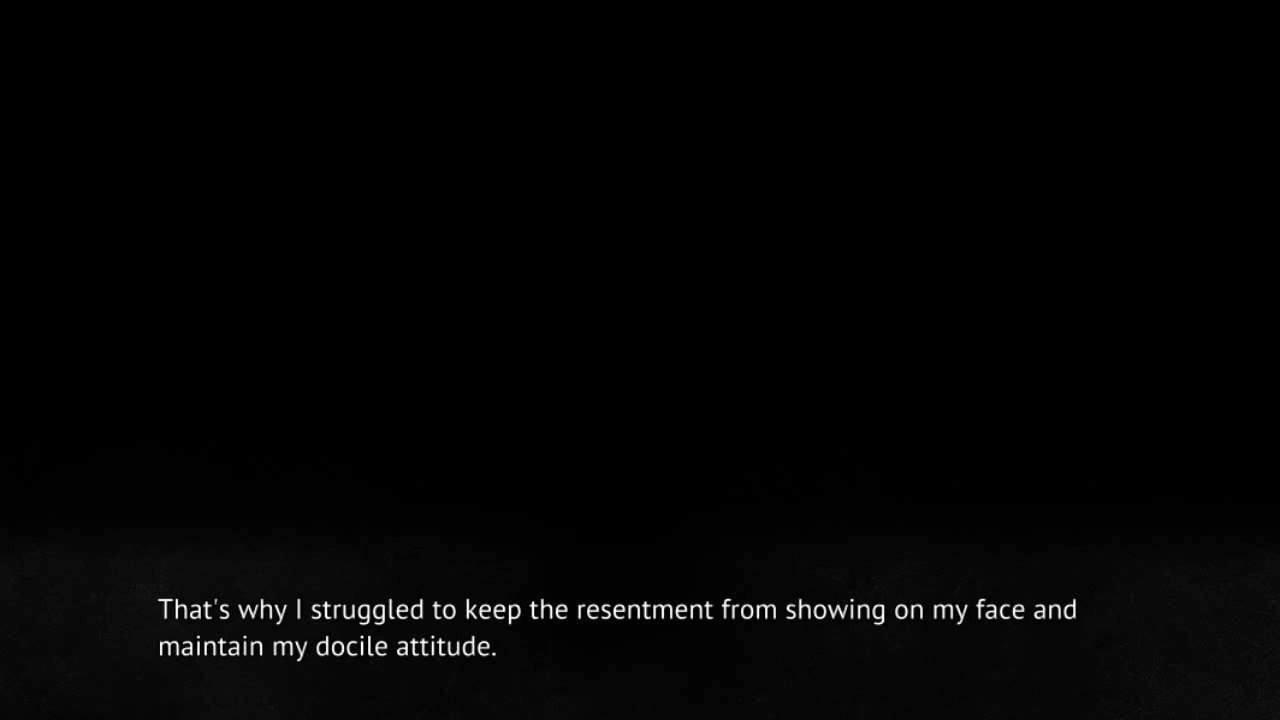 That's why I struggled to keep the resentment from showing on my face and
maintain my docile attitude.